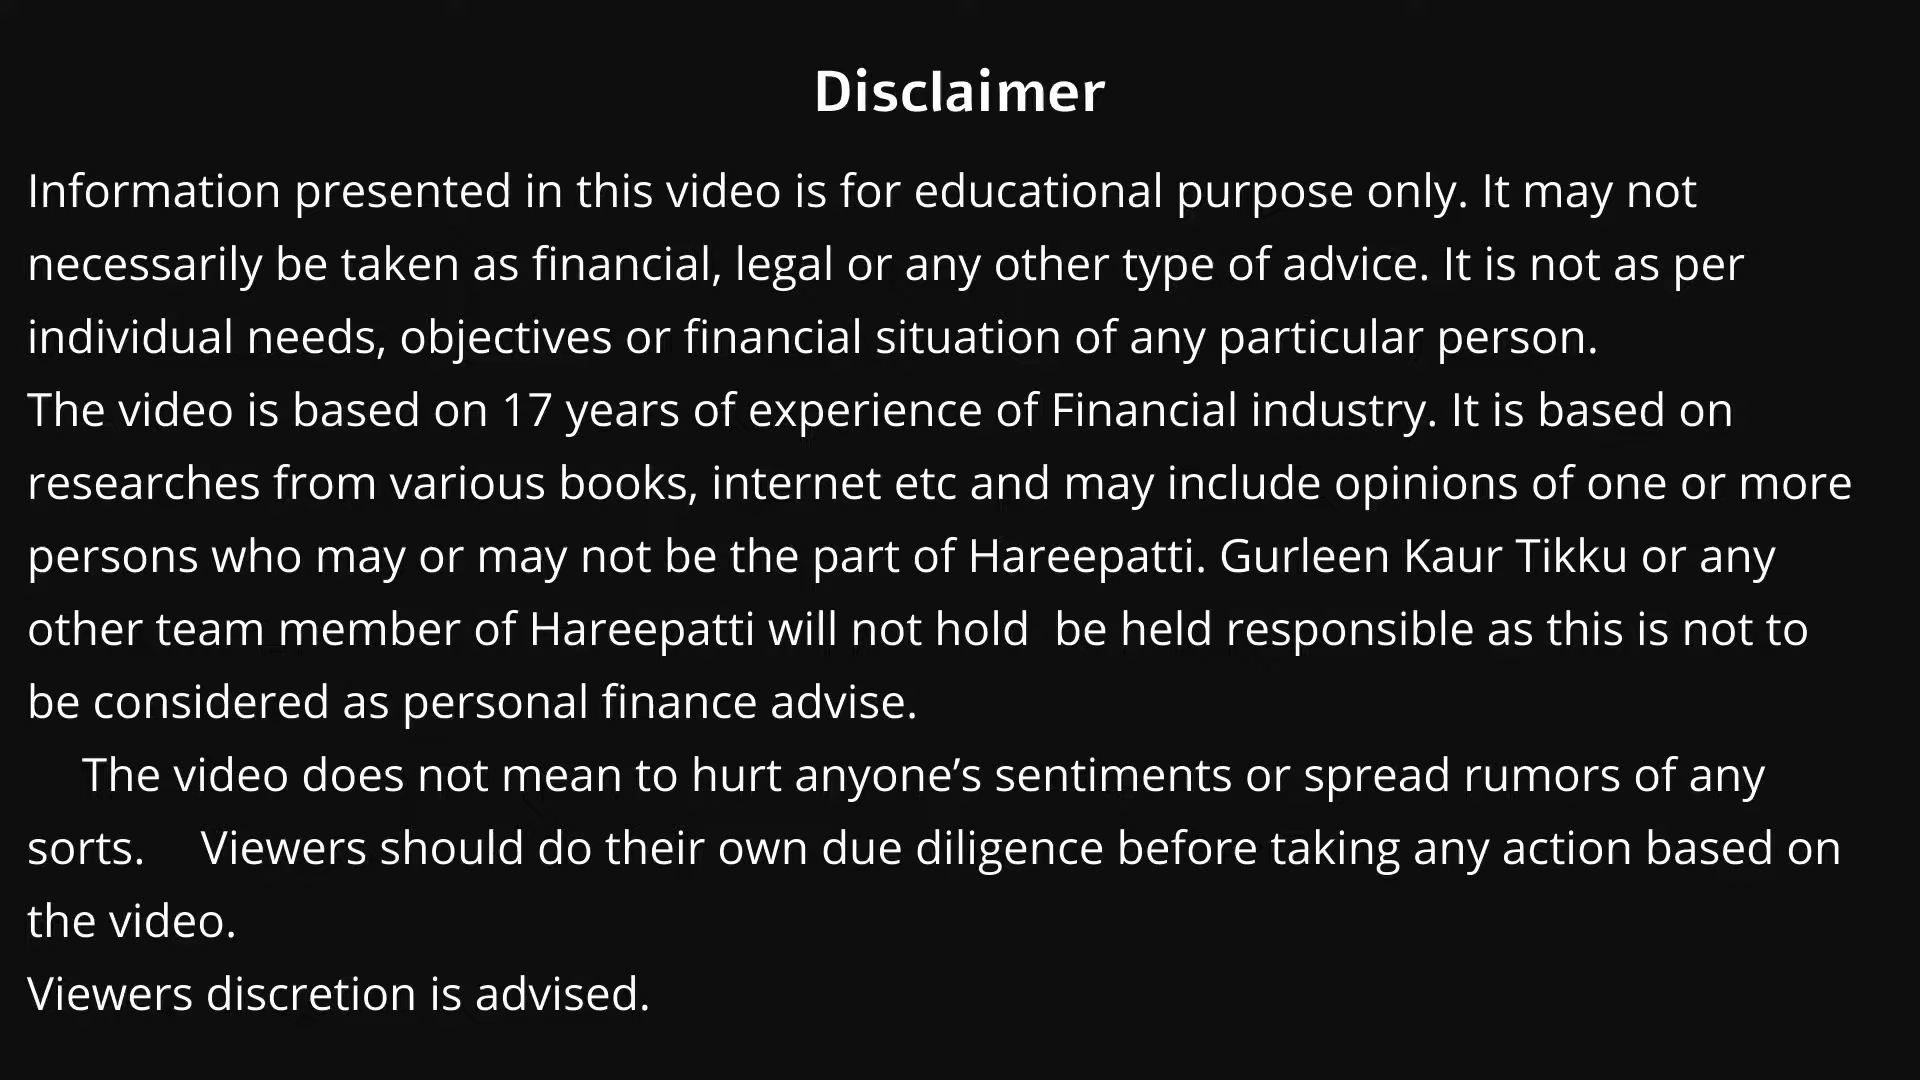 Disclaimer
Information presented in this video is for educational purpose only. It may not
necessarily be taken as financial, legal or any other type of advice. It is not as per
individual needs, objectives or financial situation of any particular person.
The video is based on 17 years of experience of Financial industry. It is based on
researches from various books, internet etc and may include opinions of one or more
persons who may or may not be the part of Hareepatti. Gurleen Kaur Tikku or any
other team member of Hareepatti will not hold  be held responsible as this is not to
be considered as personal finance advise.
The video does not mean to hurt anyone’s sentiments or spread rumors of any
sorts.    Viewers should do their own due diligence before taking any action based on
the video.
Viewers discretion is advised.